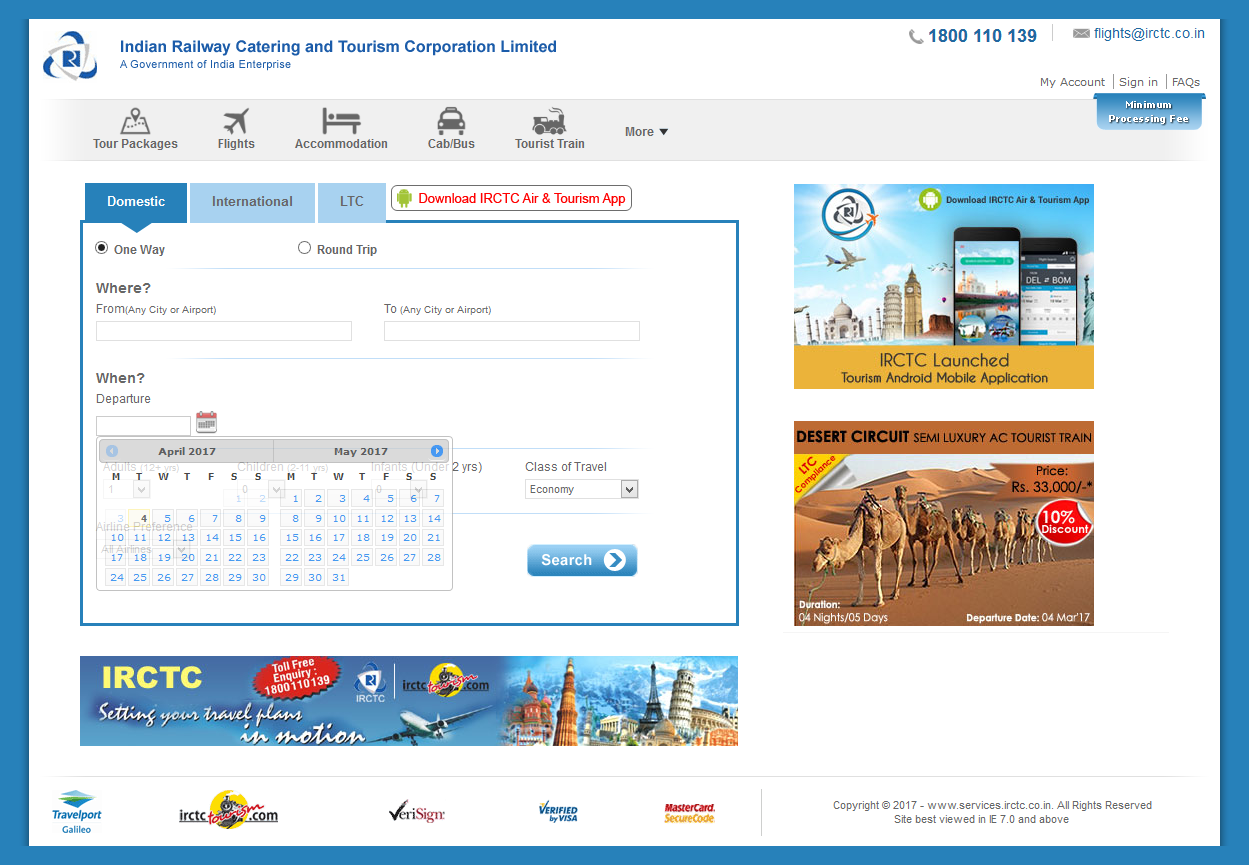 Indian Railway Catering and Tourism Corporation Limited
A Government of India Enterprise
1800 110 139
flights@irctc.co.in
My Account
Sign in
FAQs
Minimum
Processing Fee
Tour Packages
Flights
Accommodation
Cab/Bus
Tourist Train
More
Domestic
International
LTC
Download IRCTC Air & Tourism App
One Way
Round Trip
Where?
From(Any City or Airport)
To (Any City or Airport)
When?
Departure
April 2017
May 2017
Adults (12+ yrs)
Children (2-11 yrs)
Infants (Under 2 yrs)
Class of Travel
M T W T F S S
M T W T F S S
1
0
0
Economy
1 2
1 2 3 4 5 6 7
3 4 5 6 7 8 9
8 9 10 11 12 13 14
Airline Preference
10 11 12 13 14 15 16
15 16 17 18 19 20 21
All Airlines
17 18 19 20 21 22 23
22 23 24 25 26 27 28
24 25 26 27 28 29 30
29 30 31
Search
Download IRCTC Air & Tourism App
DEL BOM
IRCTC Launched
Tourism Android Mobile Application
DESERT CIRCUIT SEMI LUXURY AC TOURIST TRAIN
LTC
Compliance
Price:
Rs. 33,000/-*
10%
Discount
Duration:
04 Nights/05 Days
Departure Date: 04 Mar'17
IRCTC
Toll Free
Enquiry :
1800110139
IRCTC
irctc tourism .com
Setting your travel plans
in motion
Travelport
Galileo
irctc tourism .com
VeriSign
VERIFIED
by VISA
MasterCard.
SecureCode.
Copyright © 2017 - www.services.irctc.co.in. All Rights Reserved
Site best viewed in IE 7.0 and above